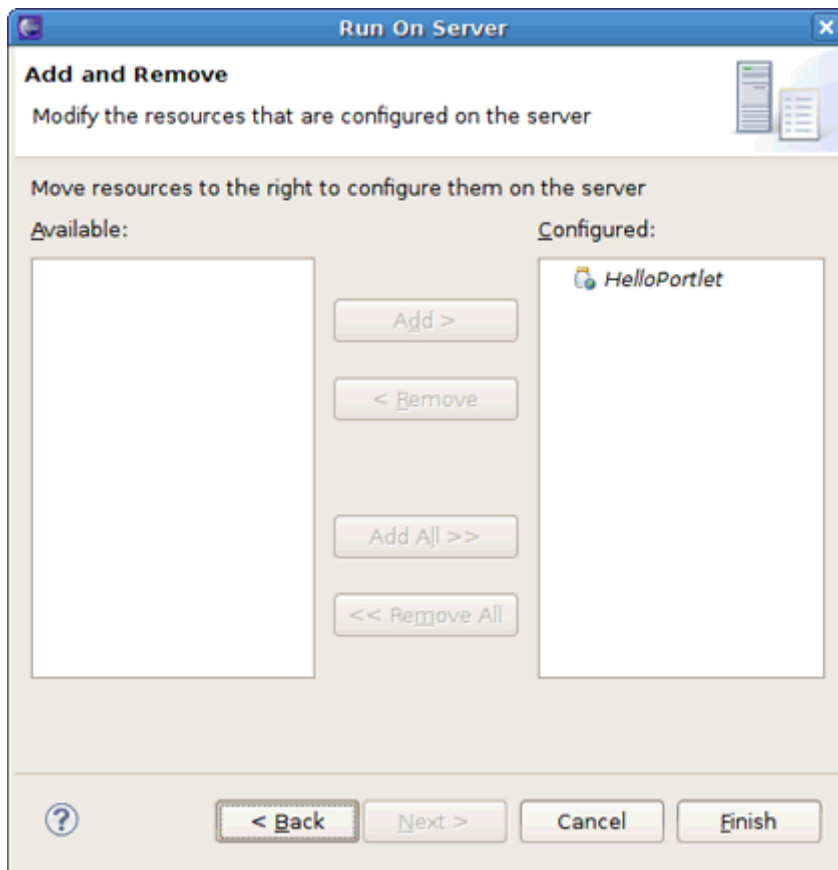 Run On Server
Add and Remove
Modify the resources that are configured on the server
Move resources to the right to configure them on the server
Available:
Configured:
HelloPortlet
Add >
< Remove
Add All >>
<< Remove All
?
< Back
Next >
Cancel
Finish